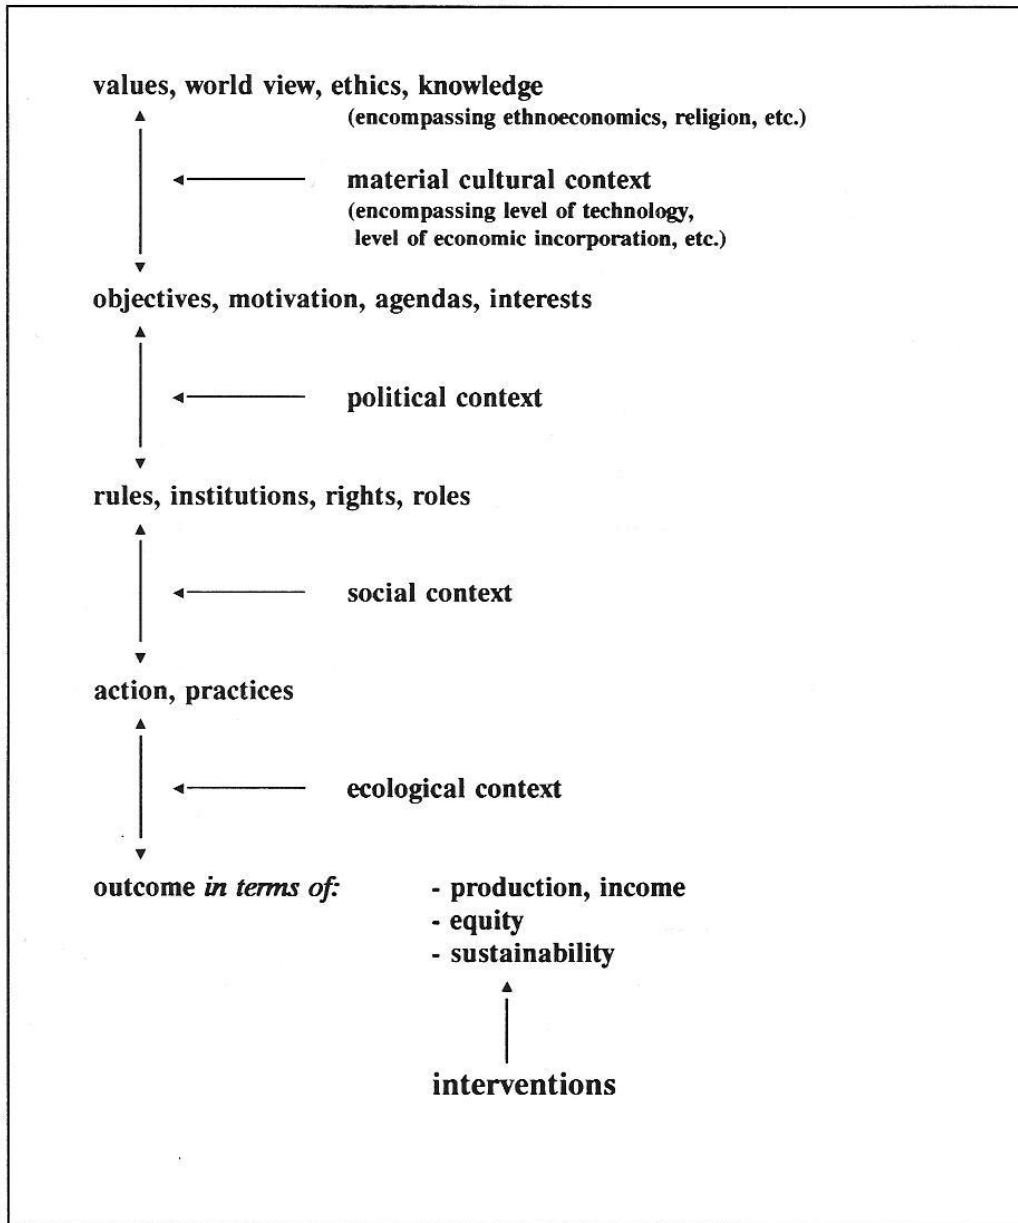 values, world view, ethics, knowledge
(encompassing ethnoeconomics, religion, etc.)
material cultural context
(encompassing level of technology,
level of economic incorporation, etc.)
objectives, motivation, agendas, interests
political context
rules, institutions, rights, roles
social context
action, practices
ecological context
outcome in terms of: - production, income
- equity
- sustainability
interventions